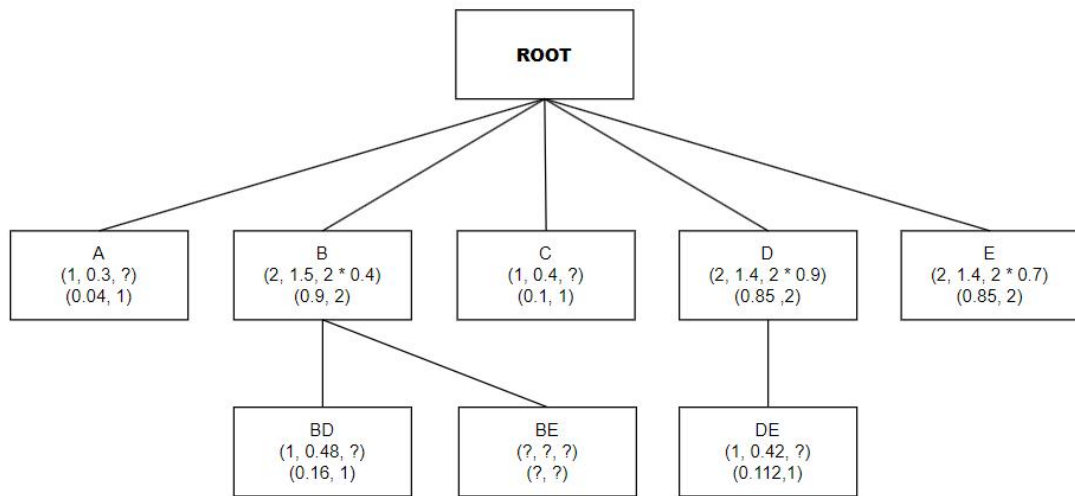 ROOT
A
(1, 0.3, ?)
(0.04, 1)
B
(2, 1.5, 2 * 0.4)
(0.9, 2)
C
(1, 0.4, ?)
(0.1, 1)
D
(2, 1.4, 2 * 0.9)
(0.85 ,2)
E
(2, 1.4, 2 * 0.7)
(0.85, 2)
BD
(1, 0.48, ?)
(0.16, 1)
BE
(?, ?, ?)
(?, ?)
DE
(1, 0.42, ?)
(0.112,1)